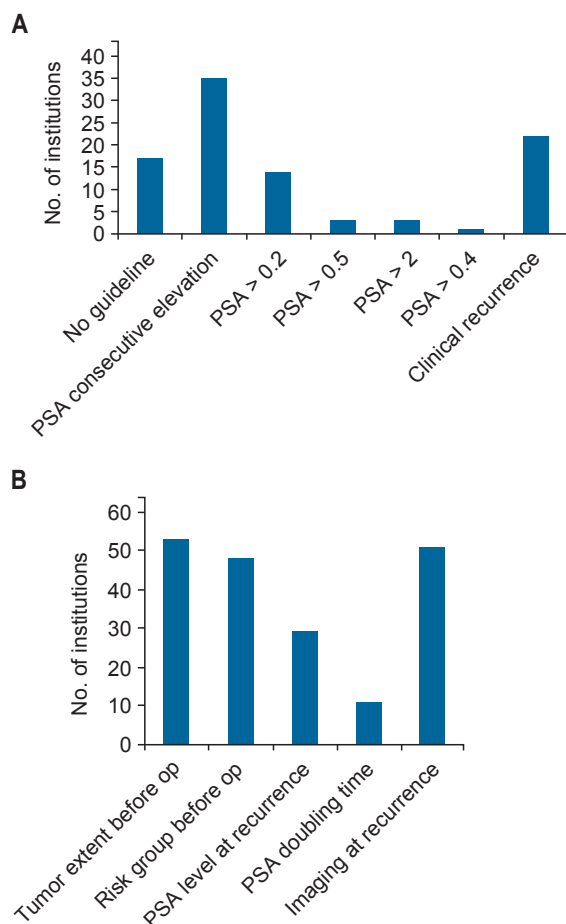 A
No. of institutions
40
35
30
25
20
15
10
5
0
No guideline
PSA consecutive elevation
PSA > 0.2
PSA > 0.5
PSA > 2
PSA > 0.4
Clinical recurrence
B
No. of institutions
60
50
40
30
20
10
0
Tumor extent before op
Risk group before op
PSA level at recurrence
PSA doubling time
Imaging at recurrence